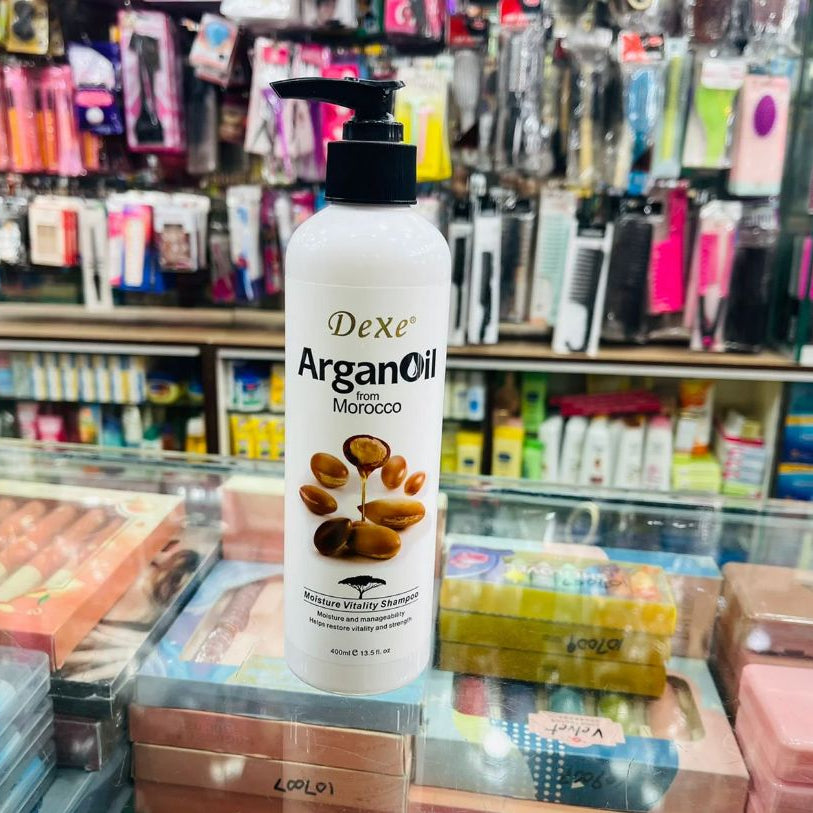 DeXe®
ArganOil
from
Morocco
Moisture Vitality Shampoo
Moisture and manageability
Helps restore vitality and strength
400ml ℮ 13.5 fl. oz
Velvet